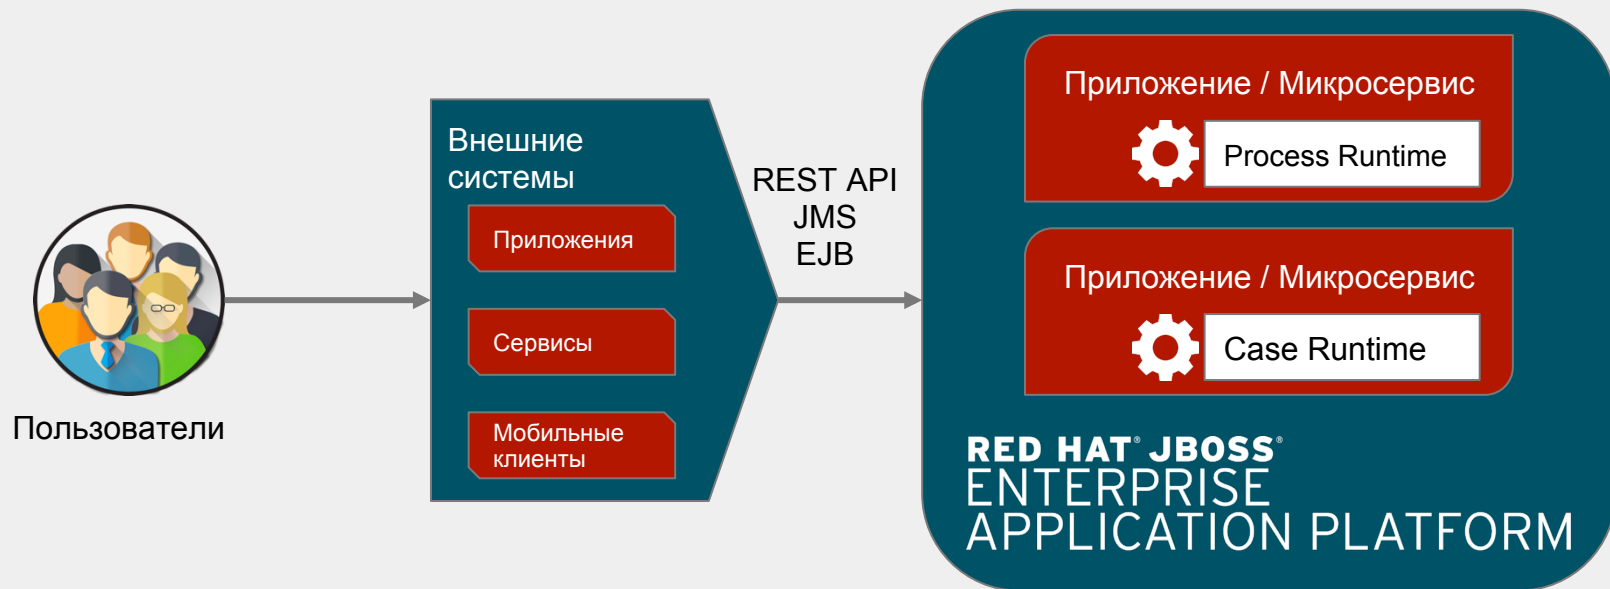 Пользователи
Внешние
системы
Приложения
Сервисы
Мобильные
клиенты
REST API
JMS
EJB
Приложение / Микросервис
Process Runtime
Приложение / Микросервис
Case Runtime
RED HAT® JBOSS®
ENTERPRISE
APPLICATION PLATFORM